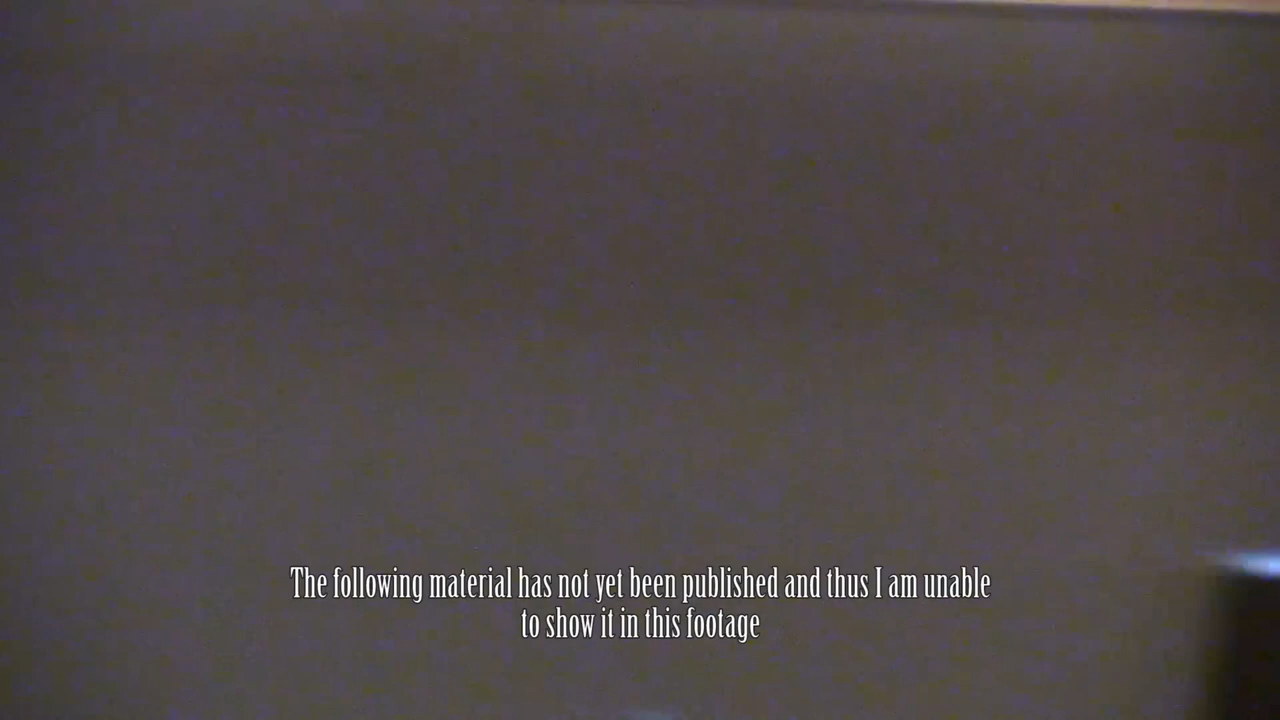 The following material has not yet been published and thus I am unable
to show it in this footage